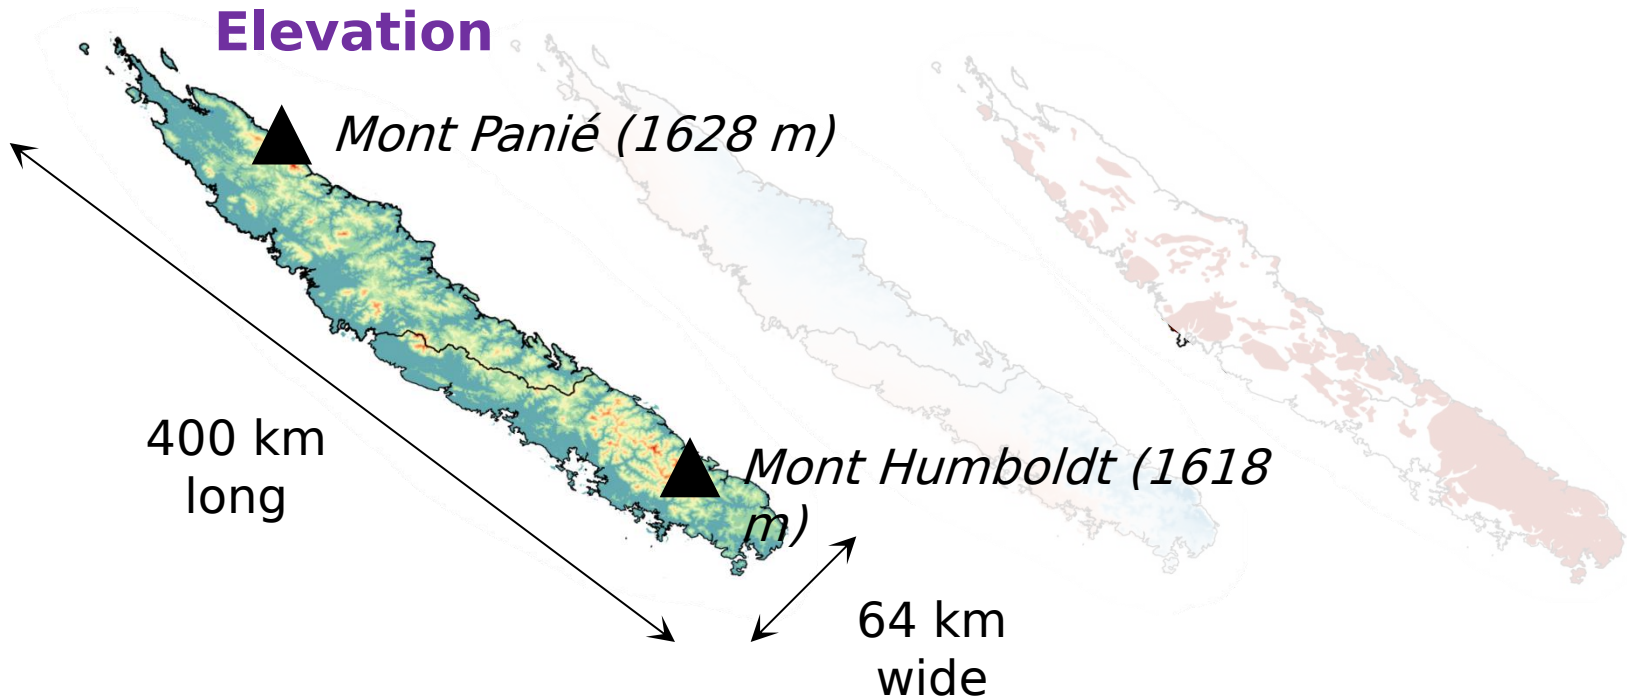 Elevation
Mont Panié (1628 m)
400 km
long
Mont Humboldt (1618
m)
64 km
wide